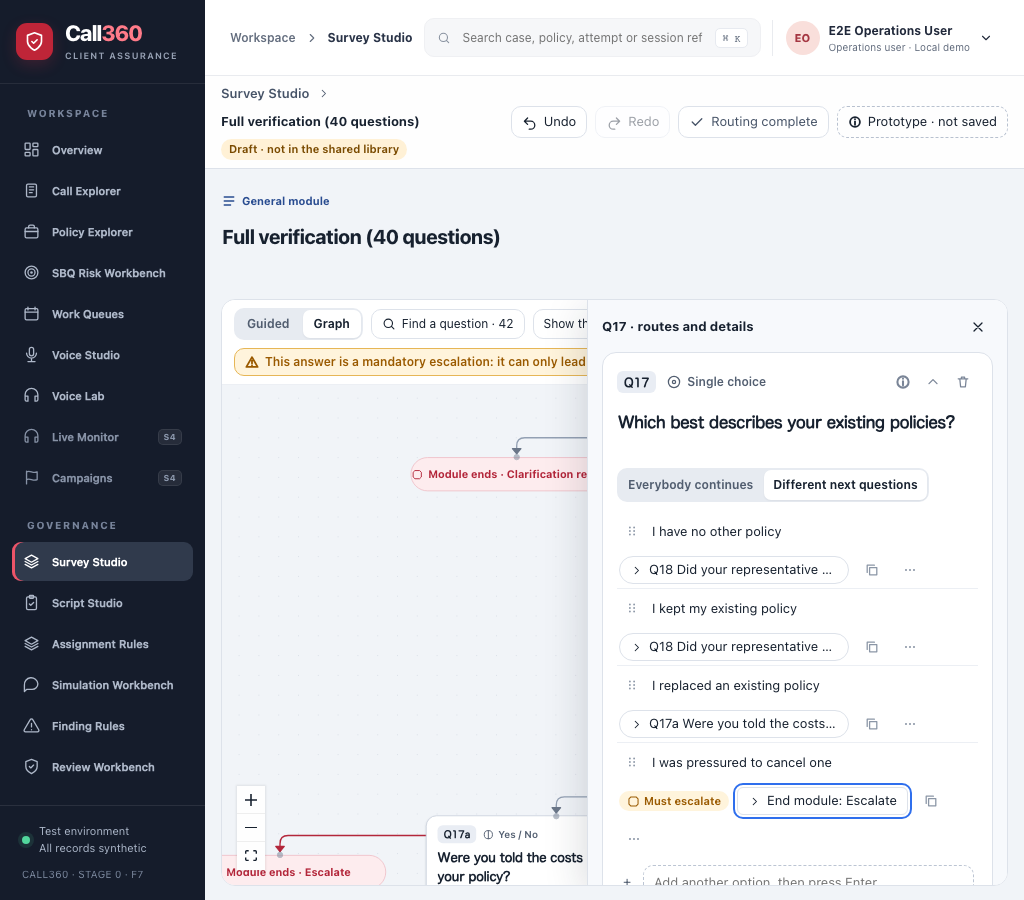 Call360
CLIENT ASSURANCE
WORKSPACE
Overview
Call Explorer
Policy Explorer
SBQ Risk Workbench
Work Queues
Voice Studio
Voice Lab
Live Monitor S4
Campaigns S4
GOVERNANCE
Survey Studio
Script Studio
Assignment Rules
Simulation Workbench
Finding Rules
Review Workbench
Test environment
All records synthetic
CALL360 · STAGE 0 · F7
Workspace > Survey Studio
Search case, policy, attempt or session ref ⌘ K
EO
E2E Operations User
Operations user · Local demo
Survey Studio >
Full verification (40 questions)
Draft · not in the shared library
Undo
Redo
Routing complete
Prototype · not saved
General module
Full verification (40 questions)
Guided
Graph
Find a question · 42
Show th
This answer is a mandatory escalation: it can only lead
Module ends · Clarification re
Q17a Yes / No
Were you told the costs
your policy?
Module ends · Escalate
Q17 · routes and details
Q17 Single choice
Which best describes your existing policies?
Everybody continues
Different next questions
I have no other policy
Q18 Did your representative ...
I kept my existing policy
Q18 Did your representative ...
I replaced an existing policy
Q17a Were you told the costs...
I was pressured to cancel one
Must escalate
End module: Escalate
Add another option, then press Enter